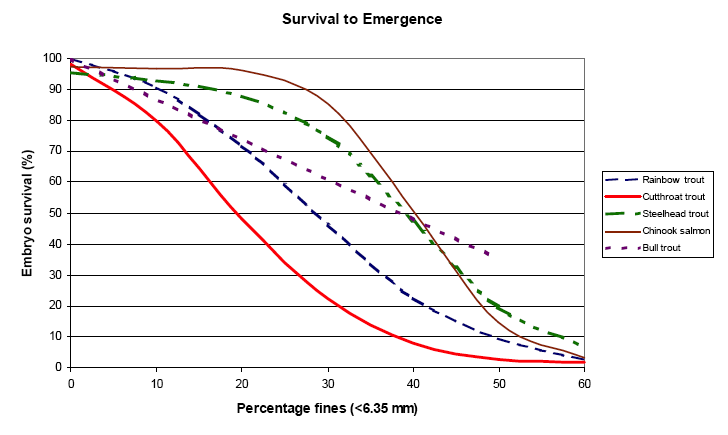 Survival to Emergence
100
90
80
70
60
50
40
30
20
10
0
Embryo survival (%)
0 10 20 30 40 50 60
Percentage fines (<6.35 mm)
Rainbow trout
Cutthroat trout
Steelhead trout
Chinook salmon
Bull trout